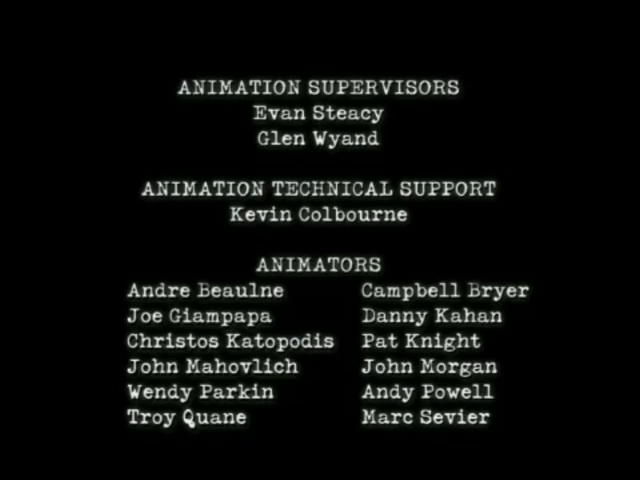 ANIMATION SUPERVISORS
Evan Steacy
Glen Wyand
ANIMATION TECHNICAL SUPPORT
Kevin Colbourne
ANIMATORS
Andre Beaulne Campbell Bryer
Joe Giampapa Danny Kahan
Christos Katopodis Pat Knight
John Mahovlich John Morgan
Wendy Parkin Andy Powell
Troy Quane Marc Sevier